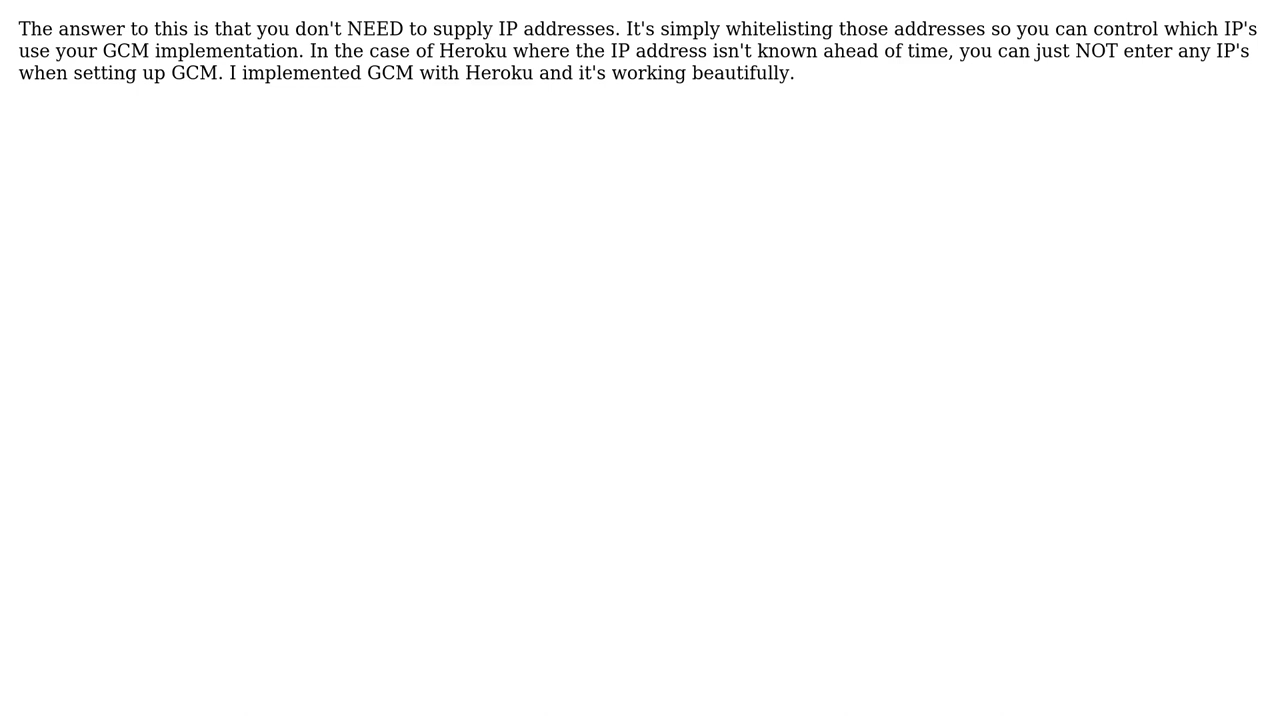 The answer to this is that you don't NEED to supply IP addresses. It's simply whitelisting those addresses so you can control which IP's
use your GCM implementation. In the case of Heroku where the IP address isn't known ahead of time, you can just NOT enter any IP's
when setting up GCM. I implemented GCM with Heroku and it's working beautifully.